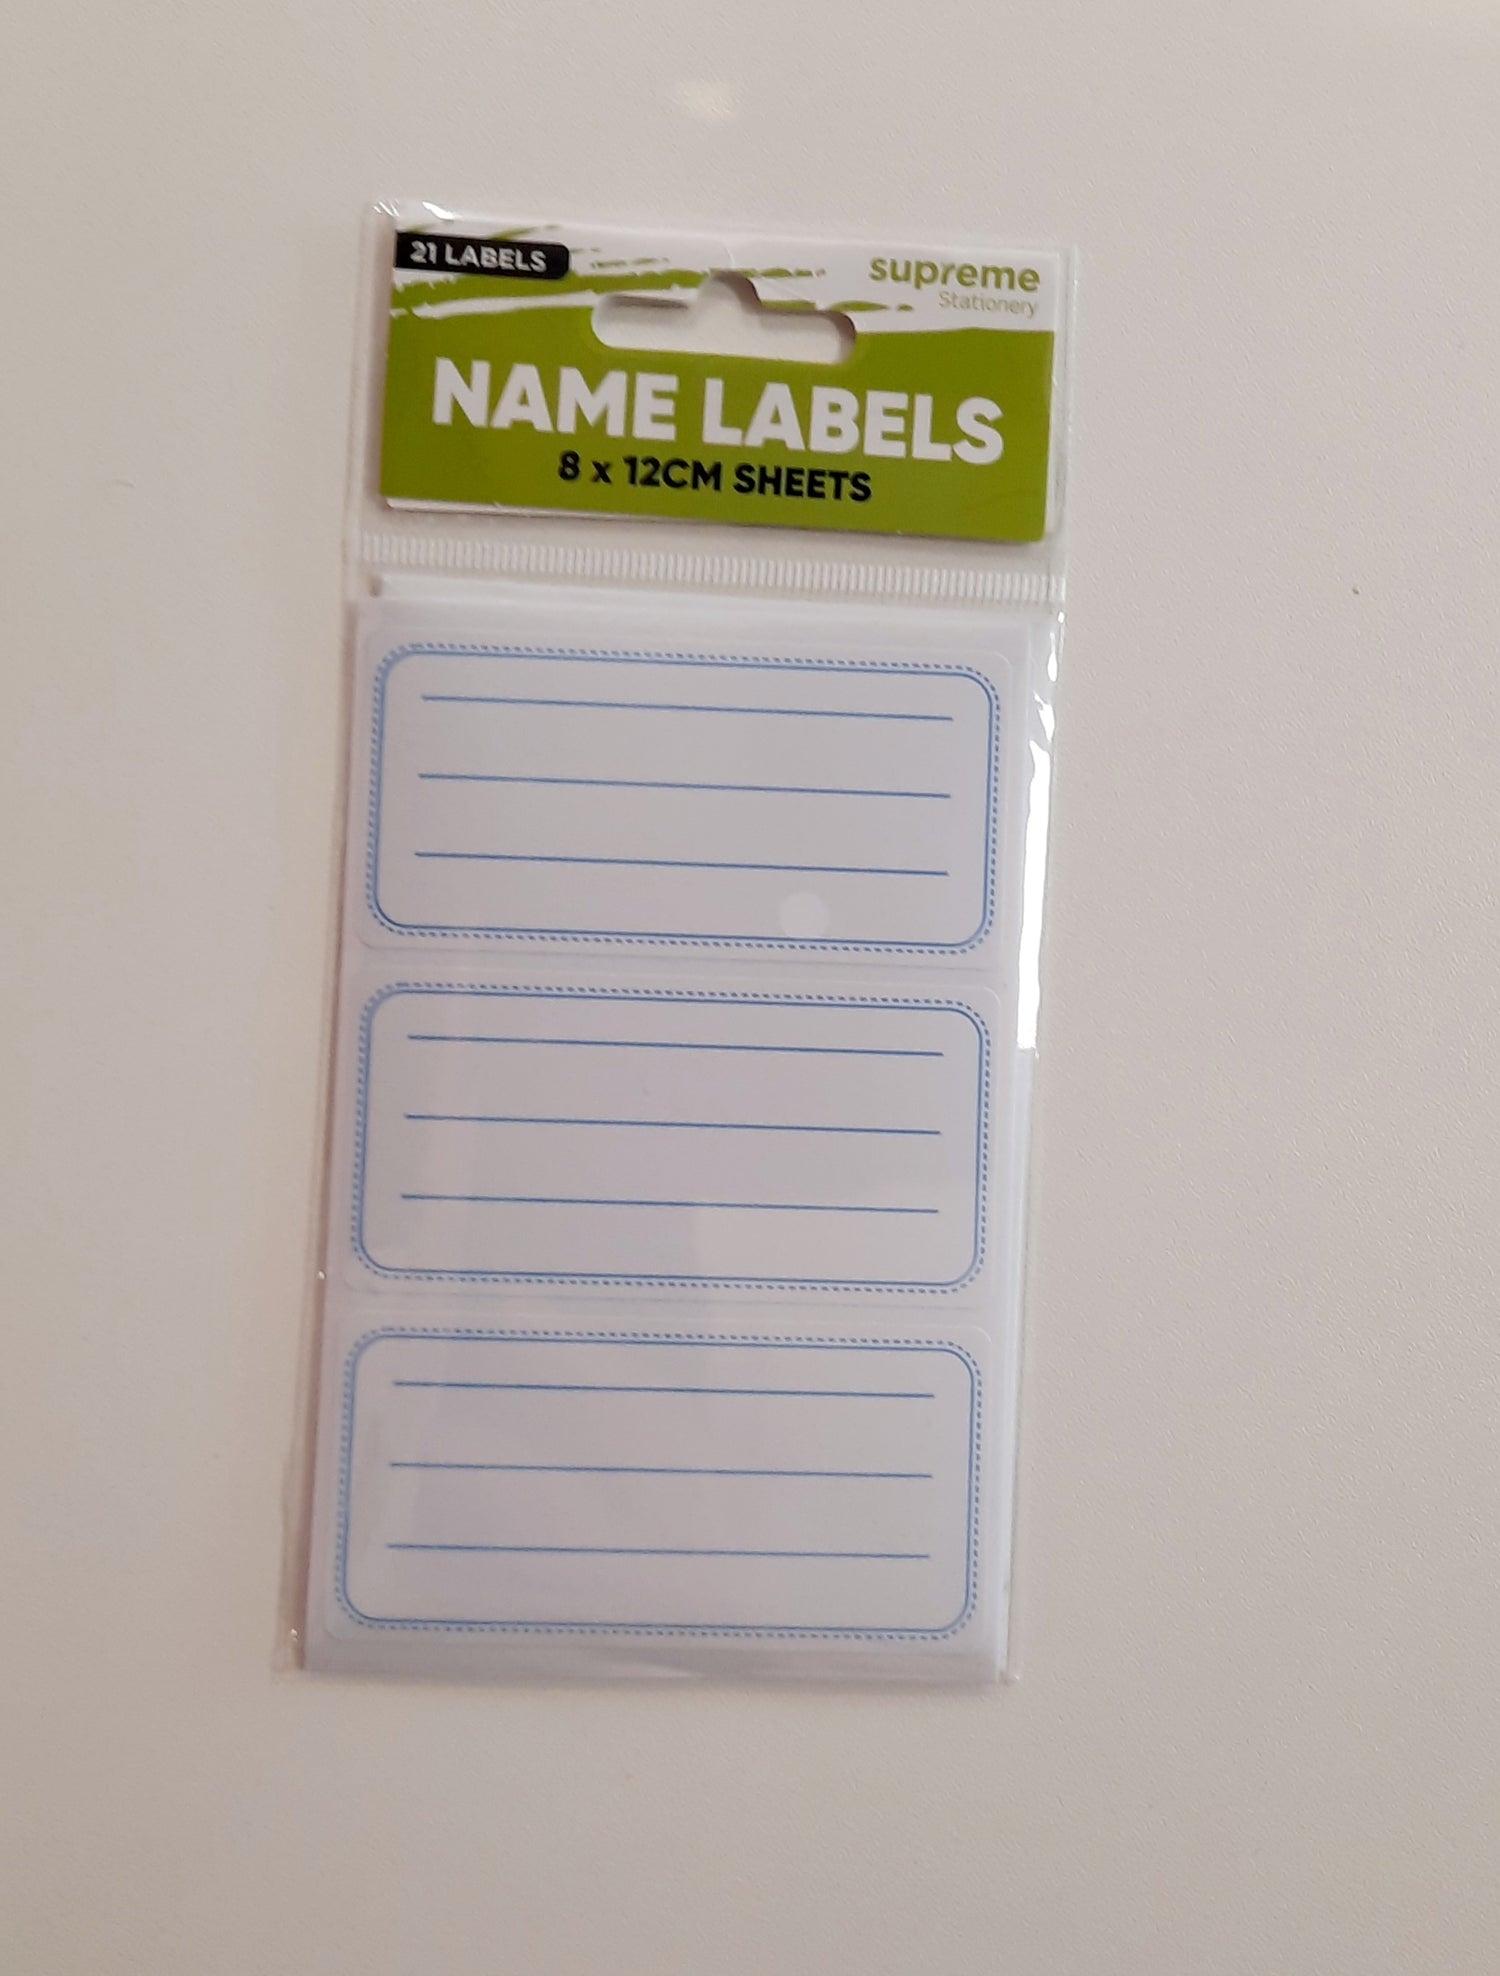 21 LABELS
supreme
Stationery
NAME LABELS
8 x 12CM SHEETS